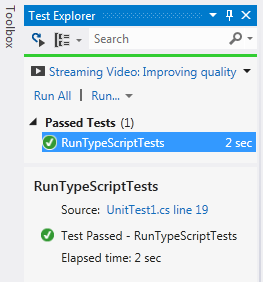 Toolbox
Test Explorer
Search
Streaming Video: Improving quality
Run All | Run...
Passed Tests (1)
RunTypeScriptTests 2 sec
RunTypeScriptTests
Source: UnitTest1.cs line 19
Test Passed - RunTypeScriptTests
Elapsed time: 2 sec